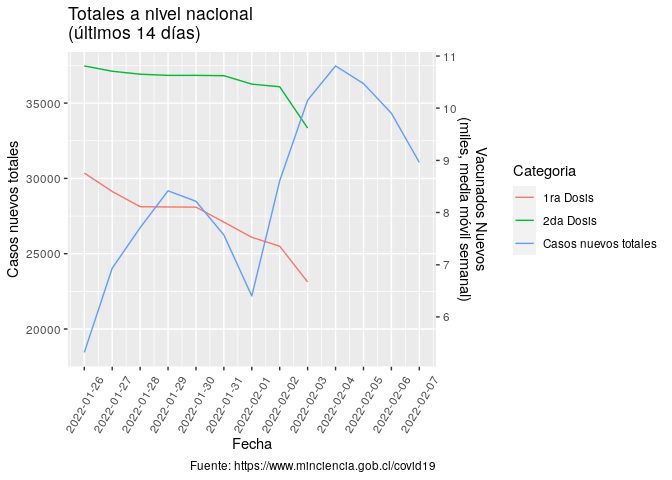 Totales a nivel nacional
(últimos 14 días)
Casos nuevos totales
35000
30000
25000
20000
11
10
9
8
7
6
Vacunados Nuevos
(miles, media móvil semanal)
2022-01-26
2022-01-27
2022-01-28
2022-01-29
2022-01-30
2022-01-31
2022-02-01
2022-02-02
2022-02-03
2022-02-04
2022-02-05
2022-02-06
2022-02-07
Fecha
Categoria
1ra Dosis
2da Dosis
Casos nuevos totales
Fuente: https://www.minciencia.gob.cl/covid19